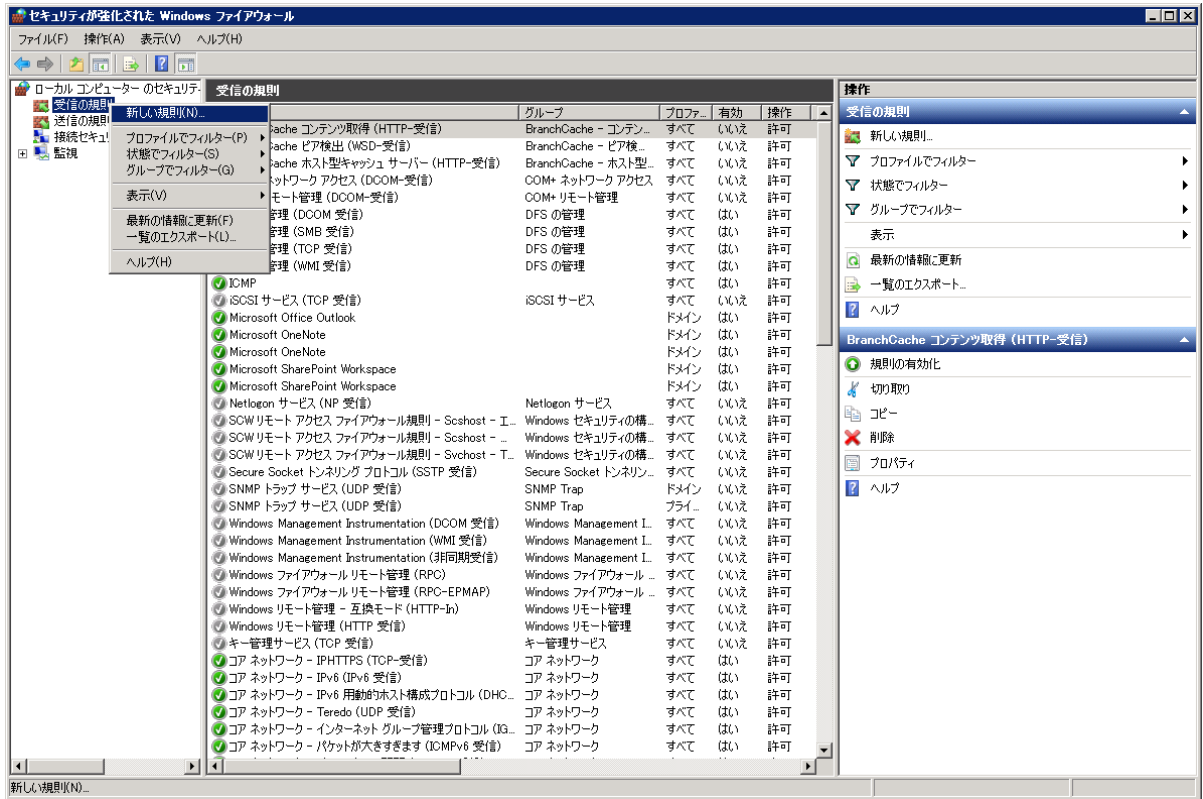 セキュリティが強化された Windows ファイアウォール
ファイル(F) 操作(A) 表示(V) ヘルプ(H)
ローカル コンピューター のセキュリテ
受信の規則
送信の規則
接続セキュ
監視
新しい規則(N)...
プロファイルでフィルター(P)
状態でフィルター(S)
グループでフィルター(G)
表示(V)
最新の情報に更新(F)
一覧のエクスポート(L)...
ヘルプ(H)
受信の規則
グループ プロファ... 有効 操作
Cache コンテンツ取得 (HTTP-受信) BranchCache - コンテン... すべて いいえ 許可
Cache ピア検出 (WSD-受信) BranchCache - ピア検... すべて いいえ 許可
Cache ホスト型キャッシュ サーバー (HTTP-受信) BranchCache - ホスト型... すべて いいえ 許可
ットワーク アクセス (DCOM-受信) COM+ ネットワーク アクセス すべて いいえ 許可
モート管理 (DCOM-受信) COM+ リモート管理 すべて いいえ 許可
管理 (DCOM 受信) DFS の管理 すべて はい 許可
管理 (SMB 受信) DFS の管理 すべて はい 許可
管理 (TCP 受信) DFS の管理 すべて はい 許可
管理 (WMI 受信) DFS の管理 すべて はい 許可
ICMP すべて はい 許可
iSCSI サービス (TCP 受信) iSCSI サービス すべて いいえ 許可
Microsoft Office Outlook ドメイン はい 許可
Microsoft OneNote ドメイン はい 許可
Microsoft OneNote ドメイン はい 許可
Microsoft SharePoint Workspace ドメイン はい 許可
Microsoft SharePoint Workspace ドメイン はい 許可
Netlogon サービス (NP 受信) Netlogon サービス すべて いいえ 許可
SCW リモート アクセス ファイアウォール規則 - Scshost - エ... Windows セキュリティの構... すべて いいえ 許可
SCW リモート アクセス ファイアウォール規則 - Scshost - ... Windows セキュリティの構... すべて いいえ 許可
SCW リモート アクセス ファイアウォール規則 - Svchost - T... Windows セキュリティの構... すべて いいえ 許可
Secure Socket トンネリング プロトコル (SSTP 受信) Secure Socket トンネリン... すべて いいえ 許可
SNMP トラップ サービス (UDP 受信) SNMP Trap ドメイン いいえ 許可
SNMP トラップ サービス (UDP 受信) SNMP Trap プライ... いいえ 許可
Windows Management Instrumentation (DCOM 受信) Windows Management I... すべて いいえ 許可
Windows Management Instrumentation (WMI 受信) Windows Management I... すべて いいえ 許可
Windows Management Instrumentation (非同期受信) Windows Management I... すべて いいえ 許可
Windows ファイアウォール リモート管理 (RPC) Windows ファイアウォール ... すべて いいえ 許可
Windows ファイアウォール リモート管理 (RPC-EPMAP) Windows ファイアウォール ... すべて いいえ 許可
Windows リモート管理 - 互換モード (HTTP-In) Windows リモート管理 すべて いいえ 許可
Windows リモート管理 (HTTP 受信) Windows リモート管理 すべて いいえ 許可
キー管理サービス (TCP 受信) キー管理サービス すべて いいえ 許可
コア ネットワーク - IPHTTPS (TCP-受信) コア ネットワーク すべて はい 許可
コア ネットワーク - IPv6 (IPv6 受信) コア ネットワーク すべて はい 許可
コア ネットワーク - IPv6 用動的ホスト構成プロトコル (DHC... コア ネットワーク すべて はい 許可
コア ネットワーク - Teredo (UDP 受信) コア ネットワーク すべて はい 許可
コア ネットワーク - インターネット グループ管理プロトコル (IG... コア ネットワーク すべて はい 許可
コア ネットワーク - パケットが大きすぎます (ICMPv6 受信) コア ネットワーク すべて はい 許可
操作
受信の規則
新しい規則...
プロファイルでフィルター
状態でフィルター
グループでフィルター
表示
最新の情報に更新
一覧のエクスポート...
ヘルプ
BranchCache コンテンツ取得 (HTTP-受信)
規則の有効化
切り取り
コピー
削除
プロパティ
ヘルプ
新しい規則(N)...